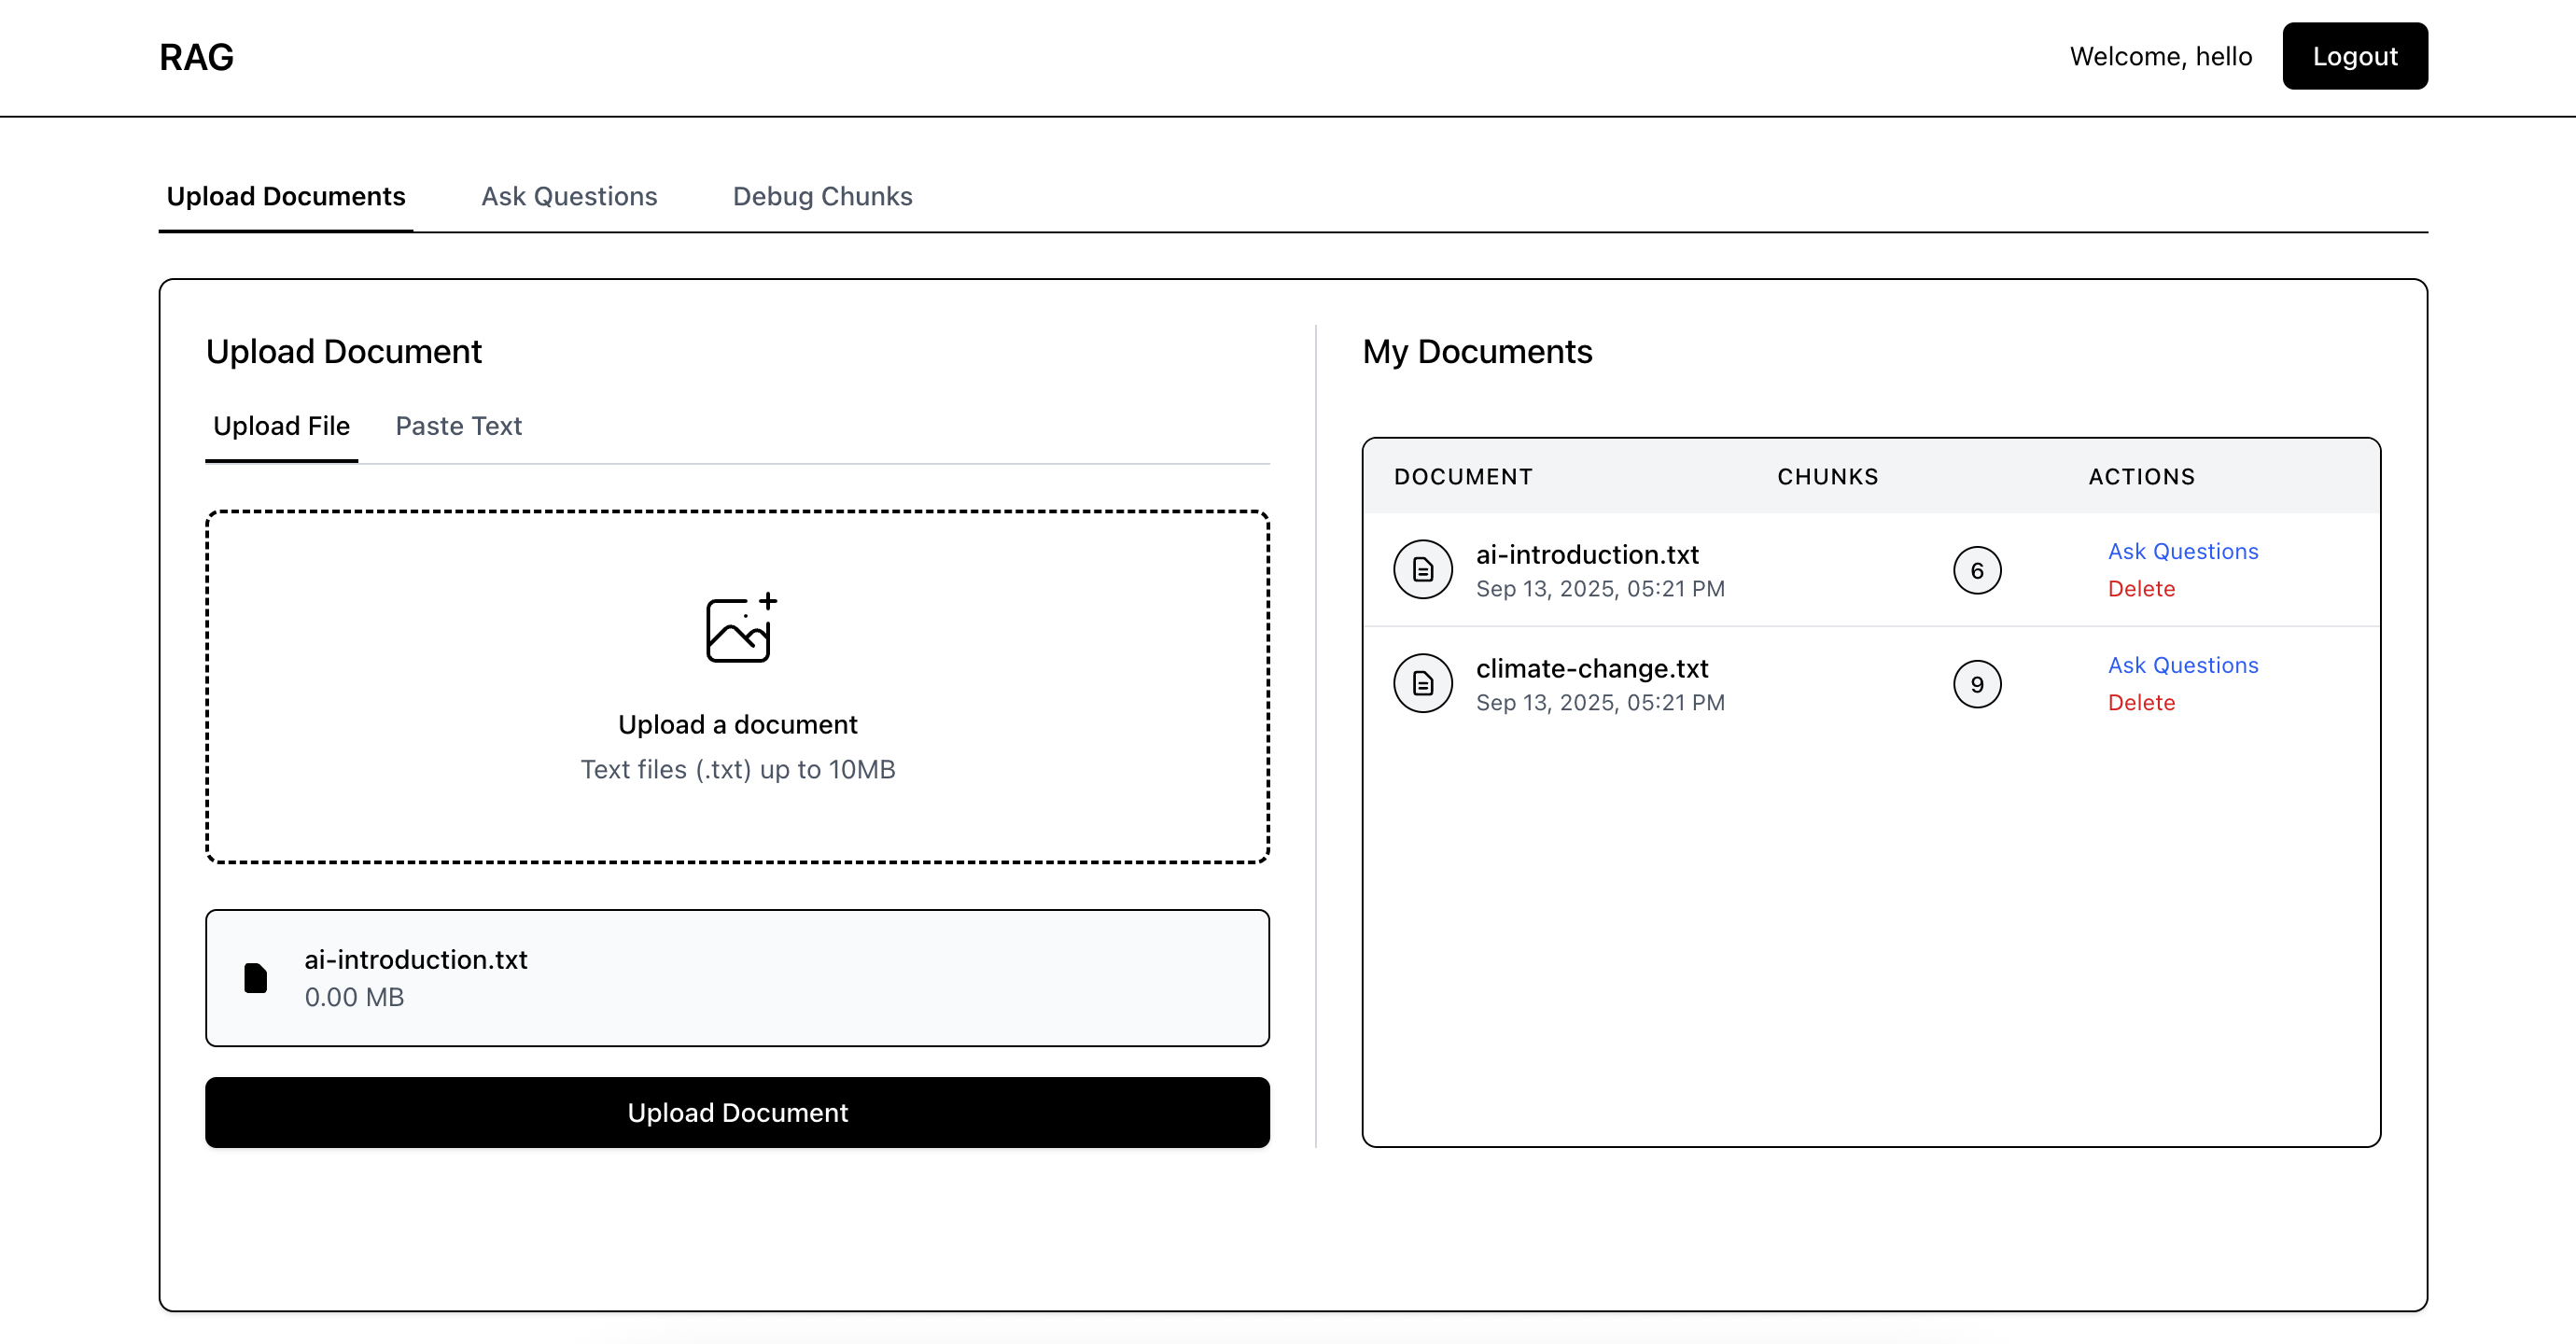 RAG
Welcome, hello
Logout
Upload Documents
Ask Questions
Debug Chunks
Upload Document
Upload File
Paste Text
Upload a document
Text files (.txt) up to 10MB
ai-introduction.txt
0.00 MB
Upload Document
My Documents
DOCUMENT CHUNKS ACTIONS
ai-introduction.txt
Sep 13, 2025, 05:21 PM
6
Ask Questions
Delete
climate-change.txt
Sep 13, 2025, 05:21 PM
9
Ask Questions
Delete